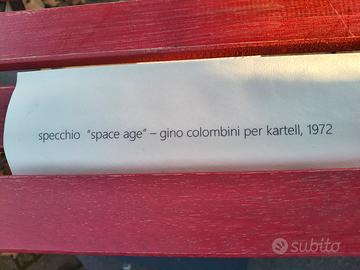 specchio "space age" – gino colombini per kartell, 1972
subito